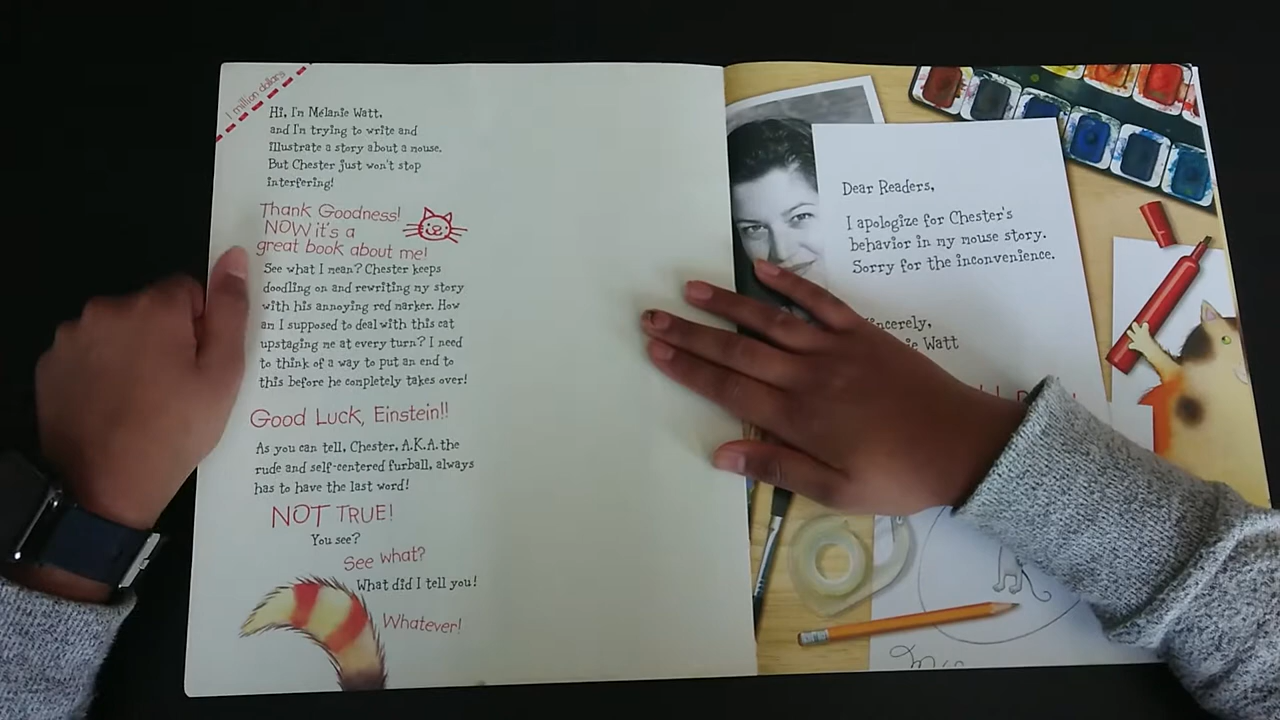 1 million dollars
Hi, I'm Melanie Watt,
and I'm trying to write and
Illustrate a story about a mouse.
But Chester just won't stop
interfering!
Thank Goodness!
NOW it's a
great book about me!
See what I mean? Chester keeps
doodling on and rewriting my story
with his annoying red marker. How
am I supposed to deal with this cat
upstaging me at every turn? I need
to think of a way to put an end to
this before he completely takes over!
Good Luck, Einstein!!
As you can tell, Chester, A.K.A. the
rude and self-centered furball, always
has to have the last word!
NOT TRUE!
You see?
See what?
What did I tell you!
Whatever!
Dear Readers,
I apologize for Chester's
behavior in my mouse story.
Sorry for the inconvenience.
Watt